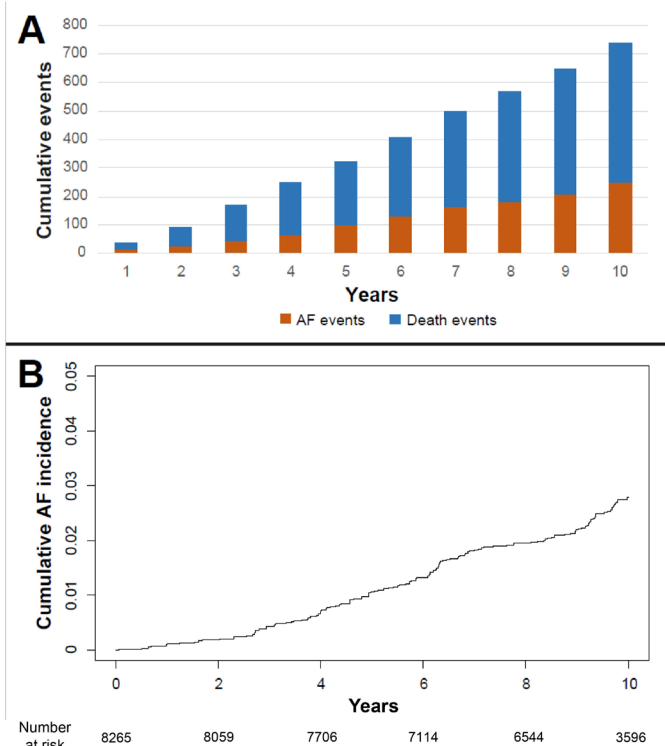 A
Cumulative events
800
700
600
500
400
300
200
100
0
1 2 3 4 5 6 7 8 9 10
Years
AF events Death events
B
Cumulative AF incidence
0.05
0.04
0.03
0.02
0.01
0
0 2 4 6 8 10
Years
Number
at risk
8265 8059 7706 7114 6544 3596